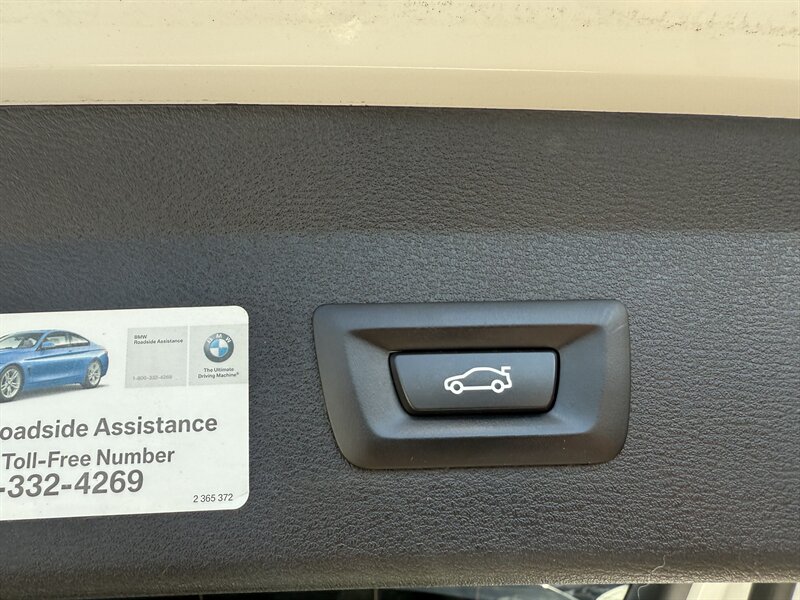 BMW
Roadside Assistance
1-800-332-4269
BMW
The Ultimate
Driving Machine®
oadside Assistance
Toll-Free Number
-332-4269
2 365 372